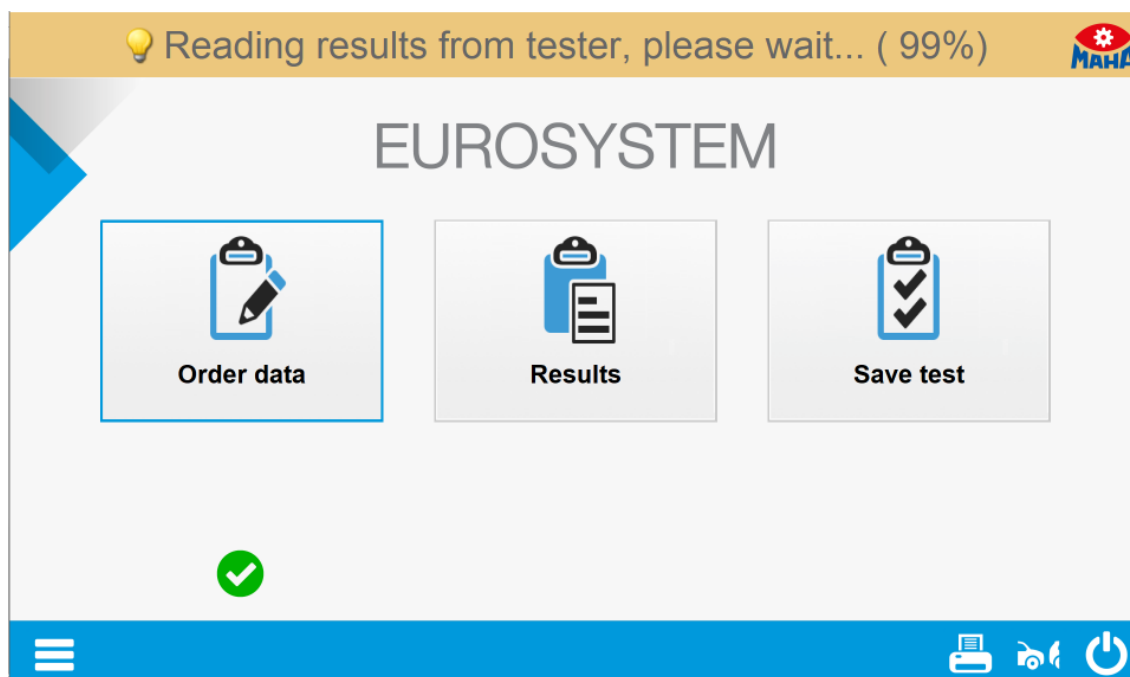 Reading results from tester, please wait... ( 99%)
MAHA
EUROSYSTEM
Order data
Results
Save test